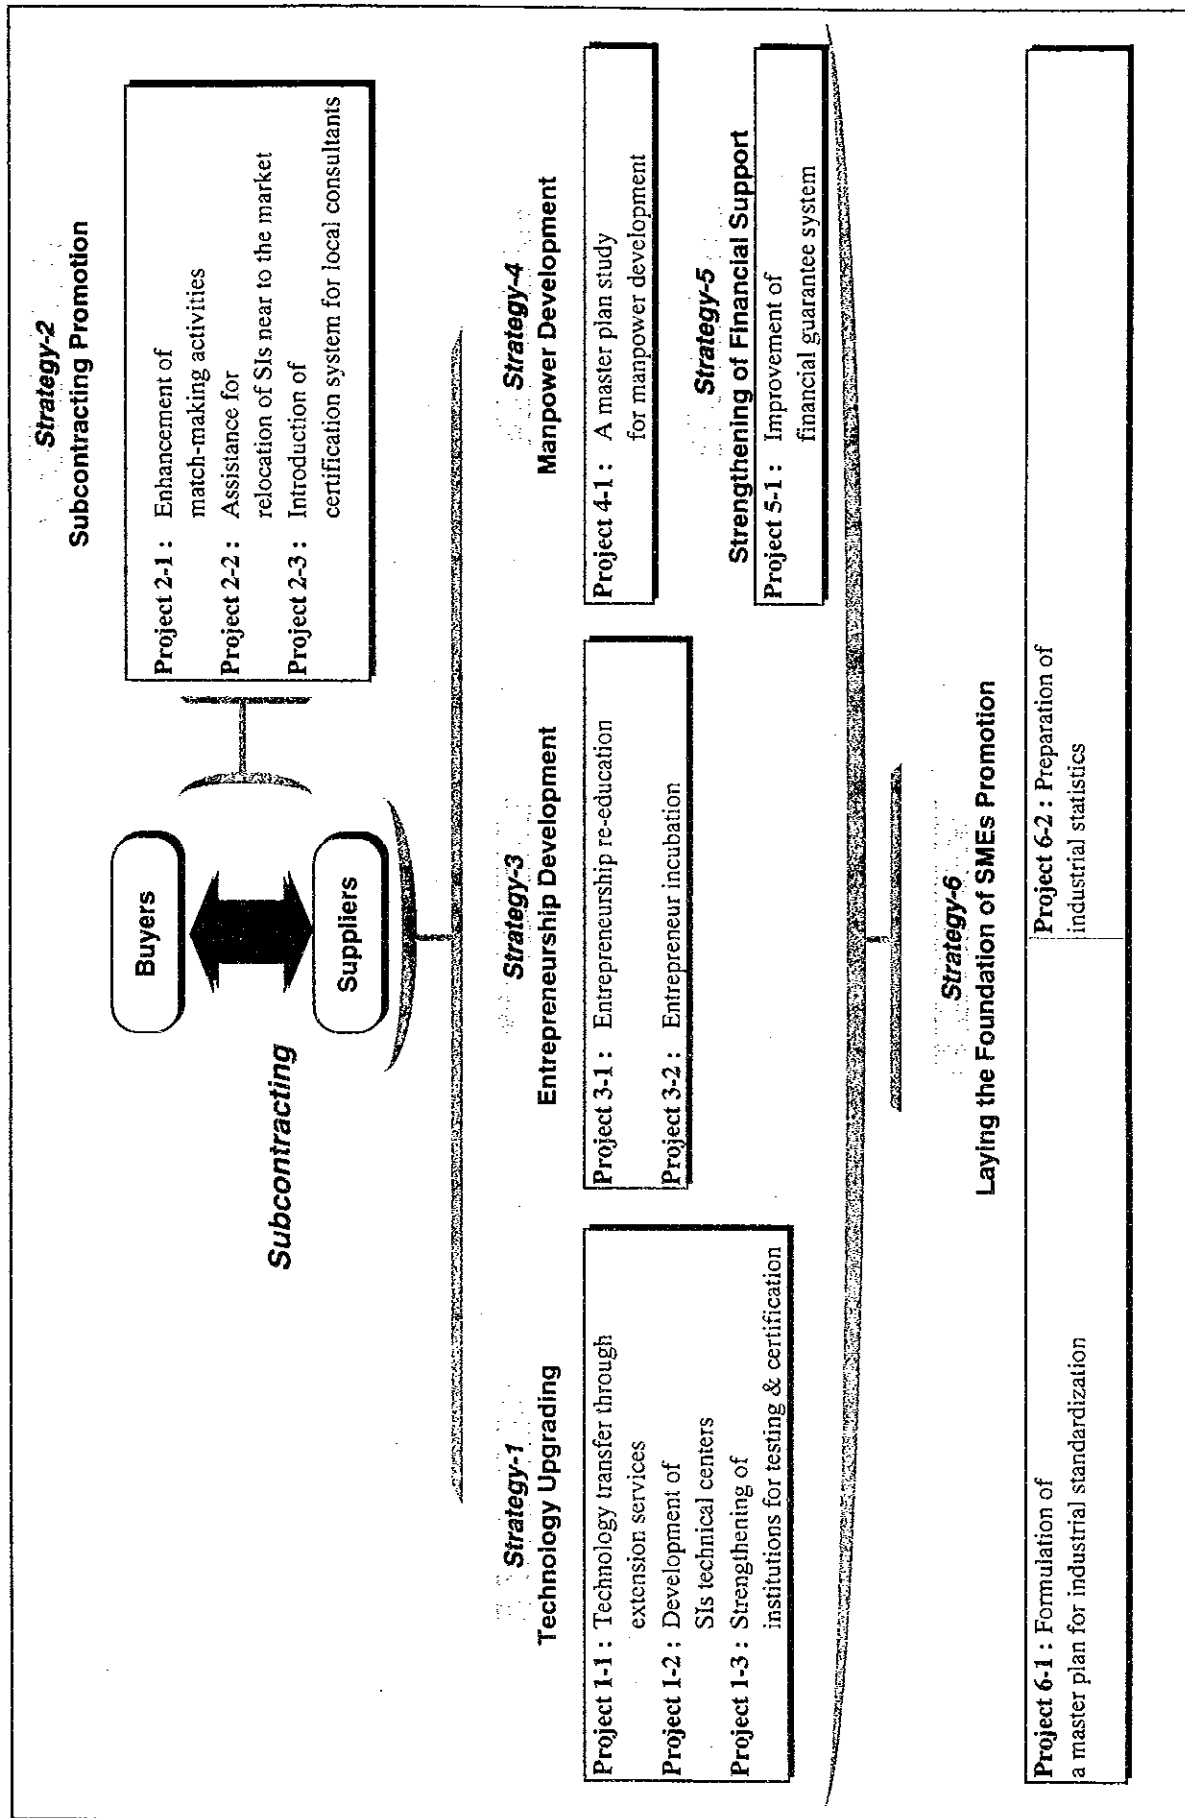 Strategy-2
Subcontracting Promotion
Project 2-1 : Enhancement of
match-making activities
Project 2-2 : Assistance for
relocation of SIs near to the market
Project 2-3 : Introduction of
certification system for local consultants
Buyers
Subcontracting
Suppliers
Strategy-1
Technology Upgrading
Project 1-1 : Technology transfer through
extension services
Project 1-2 : Development of
SIs technical centers
Project 1-3 : Strengthening of
institutions for testing & certification
Strategy-3
Entrepreneurship Development
Project 3-1 : Entrepreneurship re-education
Project 3-2 : Entrepreneur incubation
Strategy-4
Manpower Development
Project 4-1 : A master plan study
for manpower development
Strategy-5
Strengthening of Financial Support
Project 5-1 : Improvement of
financial guarantee system
Strategy-6
Laying the Foundation of SMEs Promotion
Project 6-1 : Formulation of
a master plan for industrial standardization
Project 6-2 : Preparation of
industrial statistics